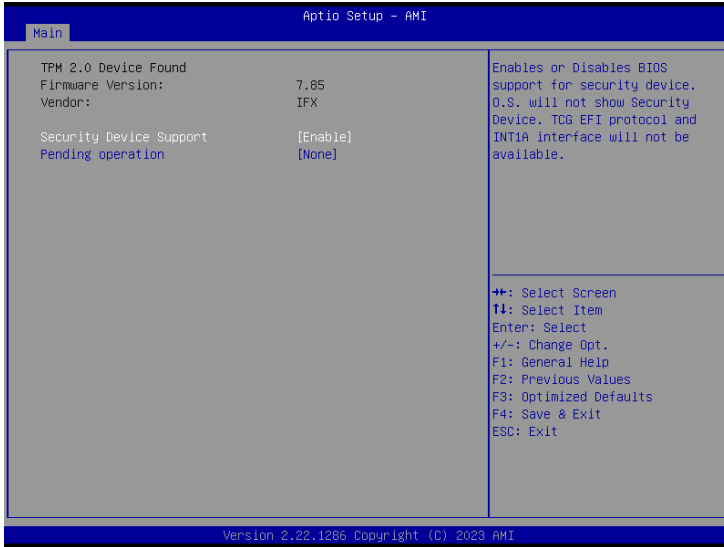 Aptio Setup – AMI
Main
TPM 2.0 Device Found
Firmware Version: 7.85
Vendor: IFX
Security Device Support [Enable]
Pending operation [None]
Enables or Disables BIOS
support for security device.
O.S. will not show Security
Device. TCG EFI protocol and
INT1A interface will not be
available.
→←: Select Screen
↑↓: Select Item
Enter: Select
+/-: Change Opt.
F1: General Help
F2: Previous Values
F3: Optimized Defaults
F4: Save & Exit
ESC: Exit
Version 2.22.1286 Copyright (C) 2023 AMI